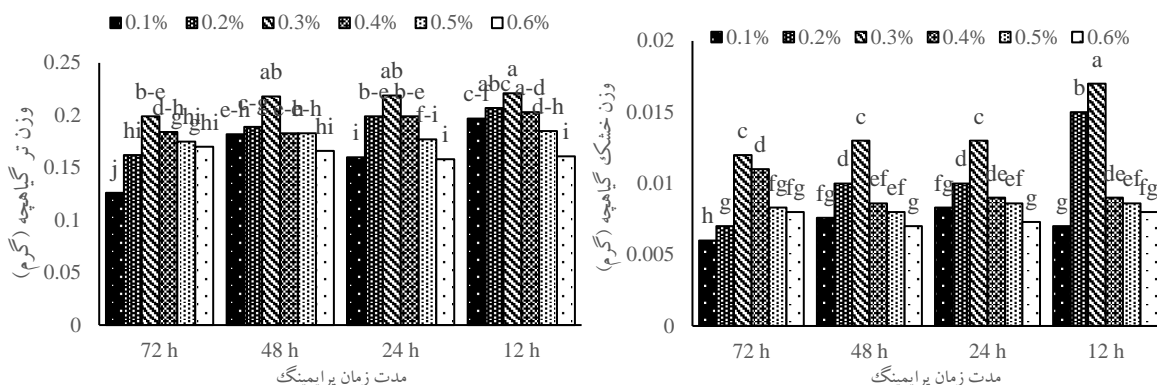 0.1% 0.2% 0.3% 0.4% 0.5% 0.6%
وزن تر گیاهچه (گرم)
0.25
0.2
0.15
0.1
0.05
0
j hi b-e d-h ghi ghi
e-h c-g ab e-h e-h hi
i b-e ab b-e f-i i
c-f abc a a-d d-h i
72 h 48 h 24 h 12 h
مدت زمان پرایمینگ
0.1% 0.2% 0.3% 0.4% 0.5% 0.6%
وزن خشک گیاهچه (گرم)
0.02
0.015
0.01
0.005
0
h g c d fg fg
fg d c ef ef g
fg d c de ef g
g b a de ef fg
72 h 48 h 24 h 12 h
مدت زمان پرایمینگ